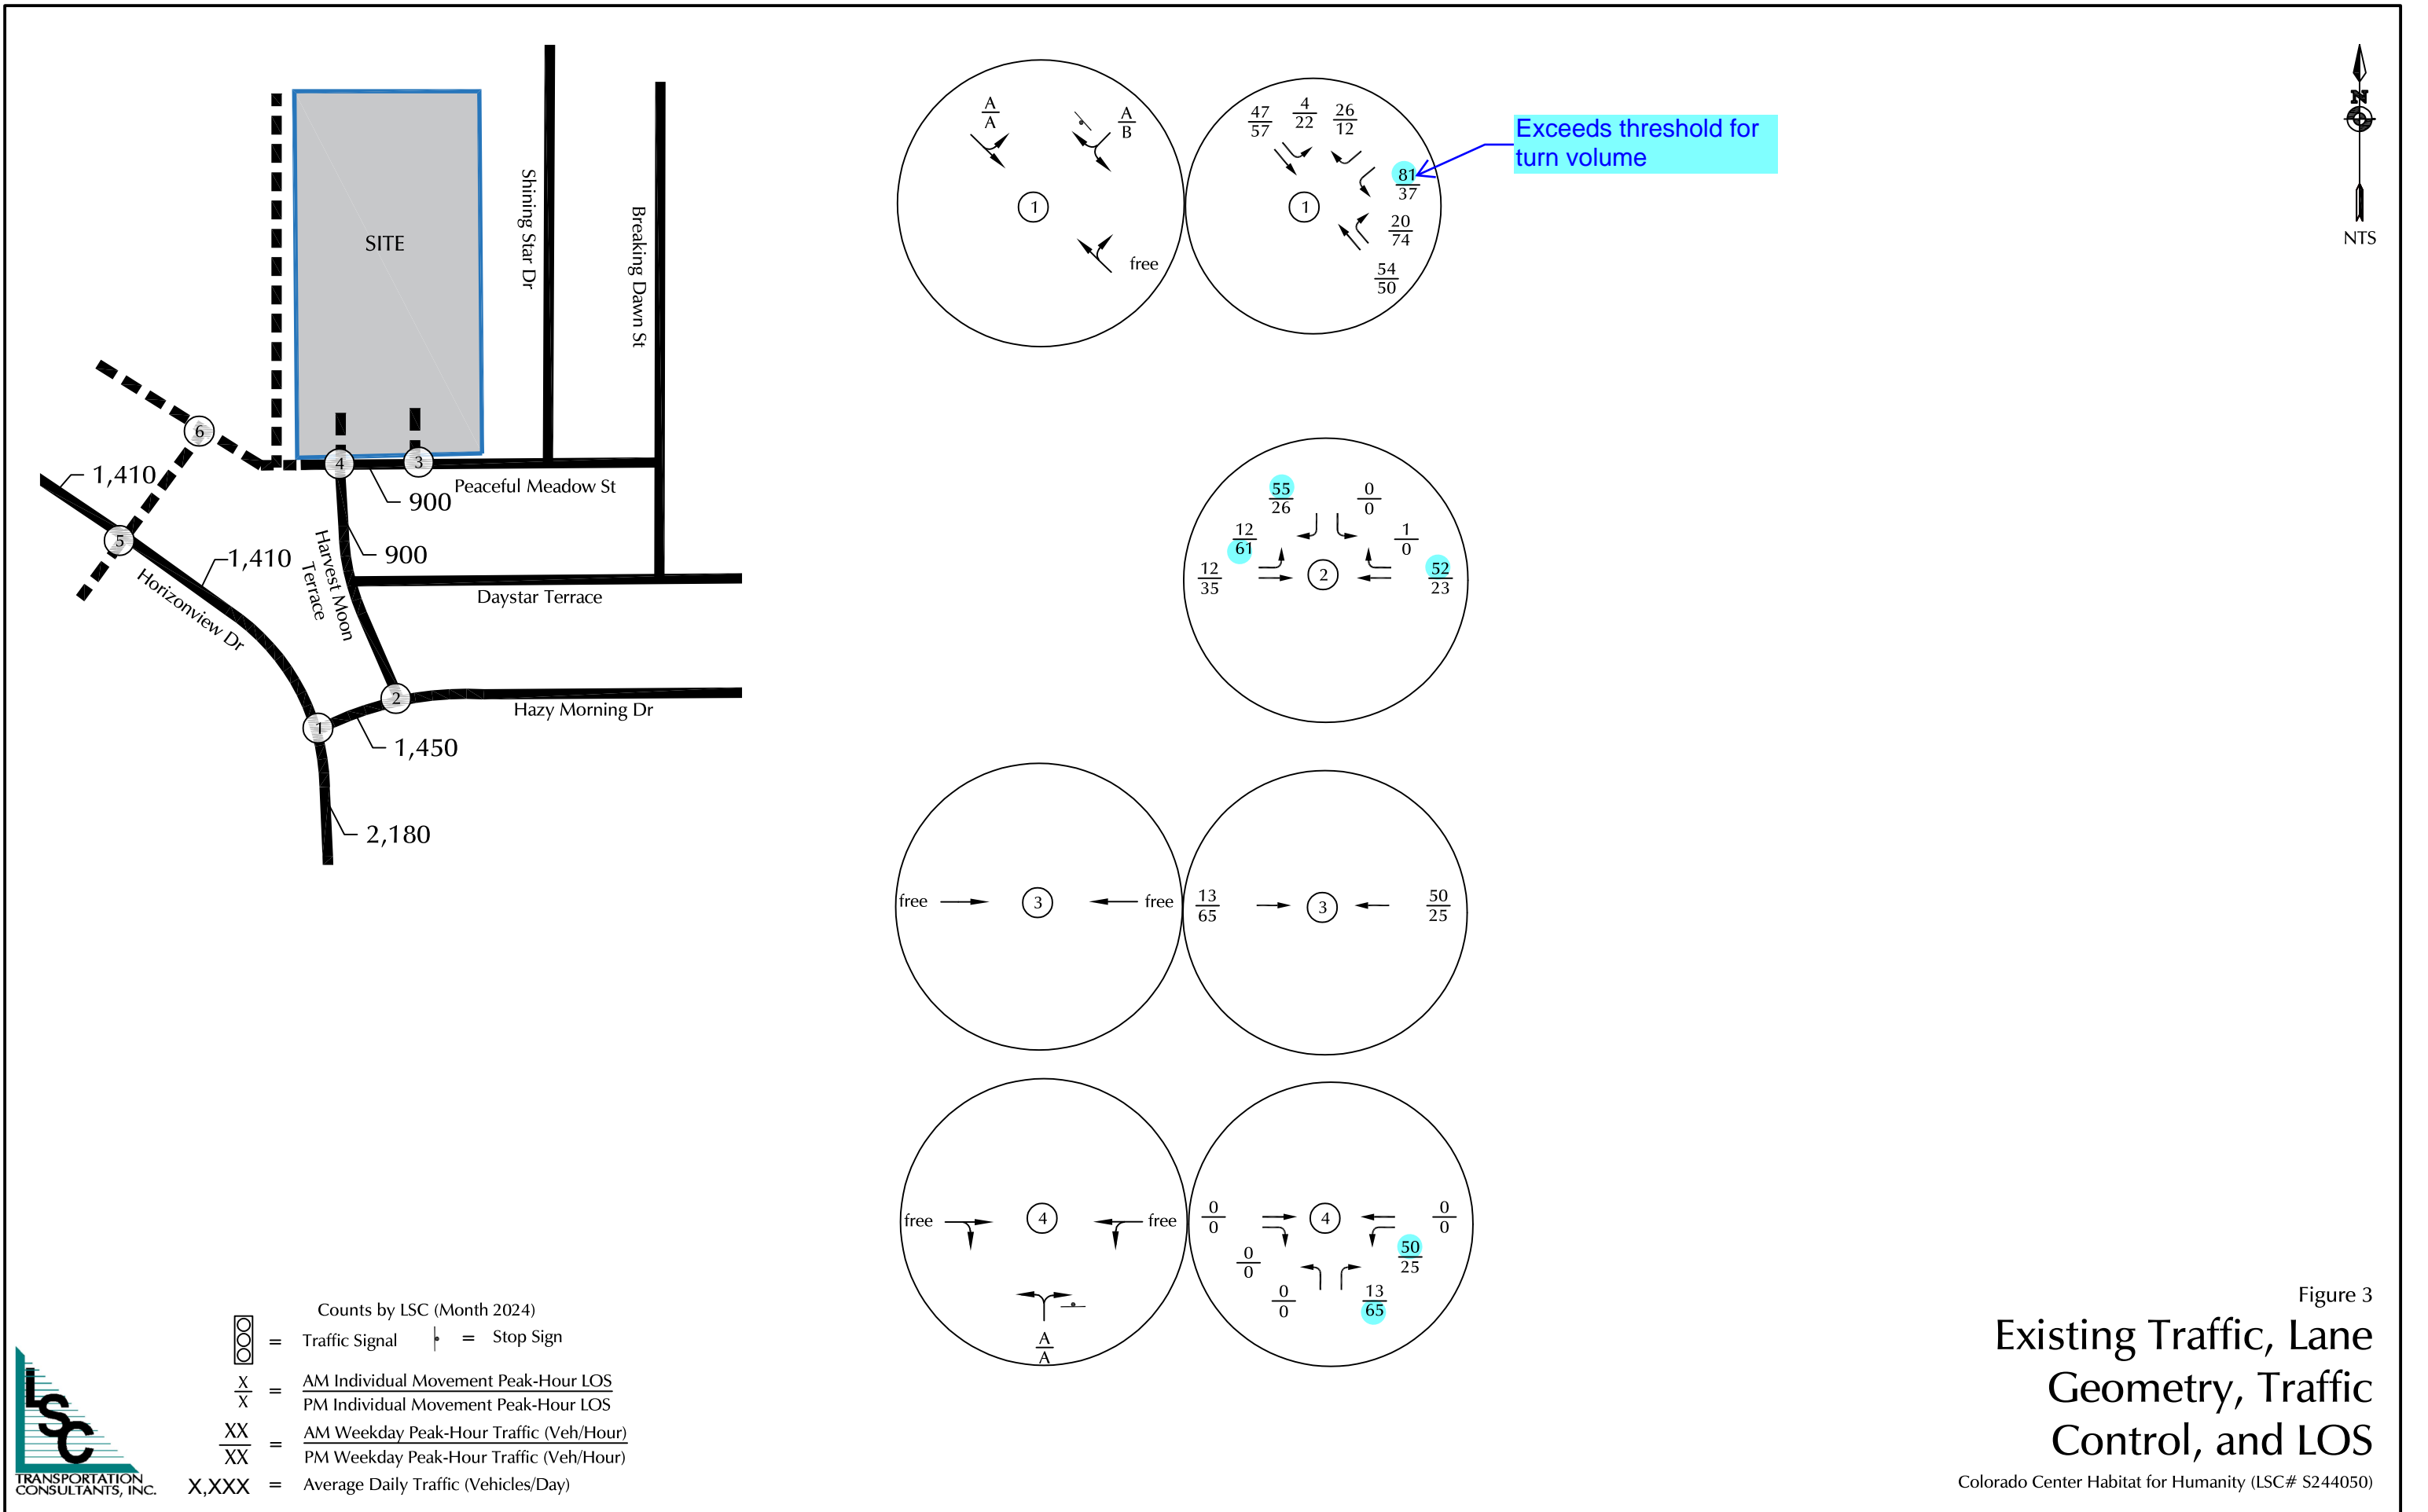 SITE
Shining Star Dr
Breaking Dawn St
6
4
3
1,410
900
Peaceful Meadow St
5
1,410
900
Harvest Moon
Terrace
Horizonview Dr
Daystar Terrace
2
Hazy Morning Dr
1
1,450
2,180
A
A
A
B
1
free
47
57
4
22
26
12
81
37
1
20
74
54
50
Exceeds threshold for
turn volume
N
NTS
55
26
0
0
12
61
1
0
12
35
2
52
23
free
3
free
13
65
3
50
25
free
4
free
A
A
0
0
4
0
0
0
0
50
25
0
0
13
65
Counts by LSC (Month 2024)
= Traffic Signal
= Stop Sign
X
X
=
AM Individual Movement Peak-Hour LOS
PM Individual Movement Peak-Hour LOS
XX
XX
=
AM Weekday Peak-Hour Traffic (Veh/Hour)
PM Weekday Peak-Hour Traffic (Veh/Hour)
X,XXX = Average Daily Traffic (Vehicles/Day)
LSC
TRANSPORTATION
CONSULTANTS, INC.
Figure 3
Existing Traffic, Lane
Geometry, Traffic
Control, and LOS
Colorado Center Habitat for Humanity (LSC# S244050)